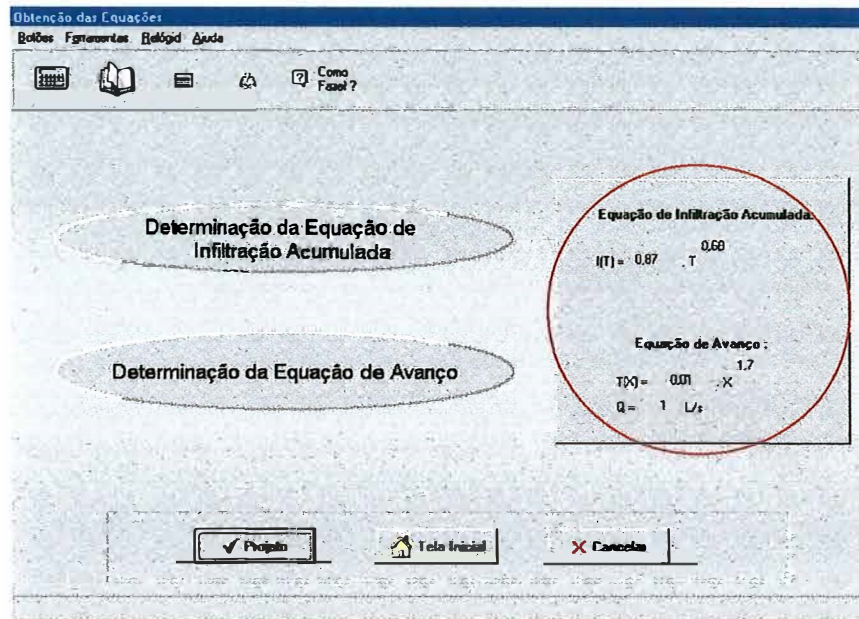 Obtenção das Equações
Botões Ferramentas Relógid Ajuda
Como
Fazer?
Determinação da Equação de
Infiltração Acumulada
Determinação da Equação de Avanço
Equação de Infiltração Acumulada:
I(T) = 0,87 . T 0,68
Equação de Avanço :
T(X) = 0,01 . X 1,7
Q = 1 L/s
Projeto
Tela Inicial
Cancelar